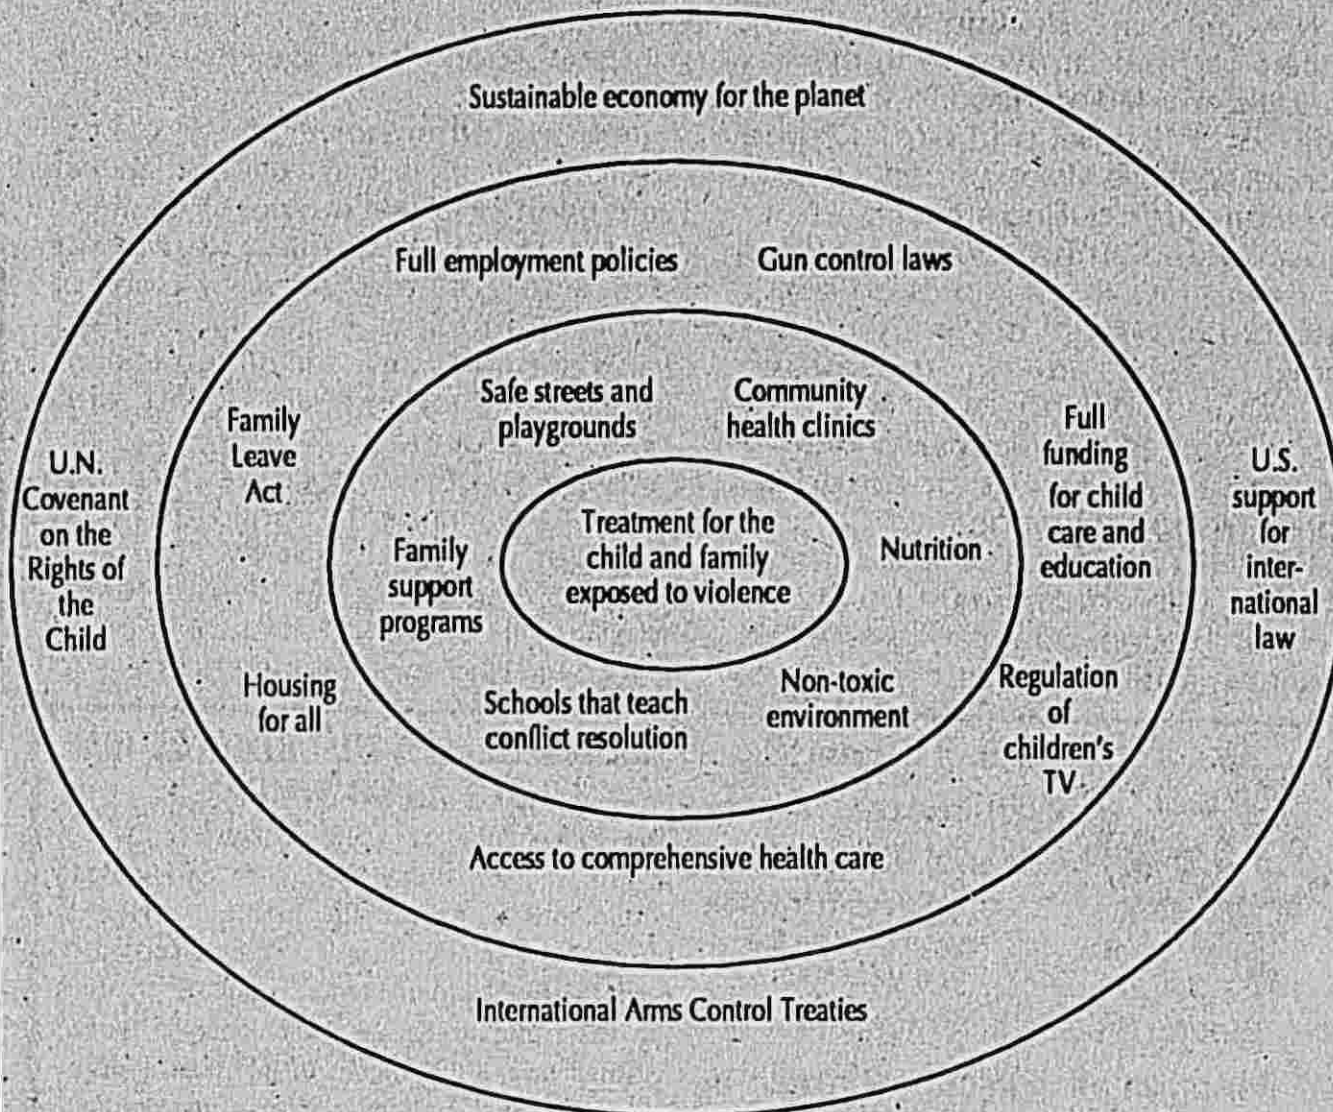 Sustainable economy for the planet
Full employment policies
Gun control laws
Safe streets and
playgrounds
Community
health clinics
Family
Leave
Act
Full
funding
for child
care and
education
U.N.
Covenant
on the
Rights of
the
Child
U.S.
support
for
inter-
national
law
Treatment for the
child and family
exposed to violence
Family
support
programs
Nutrition
Housing
for all
Schools that teach
conflict resolution
Non-toxic
environment
Regulation
of
children's
TV
Access to comprehensive health care
International Arms Control Treaties